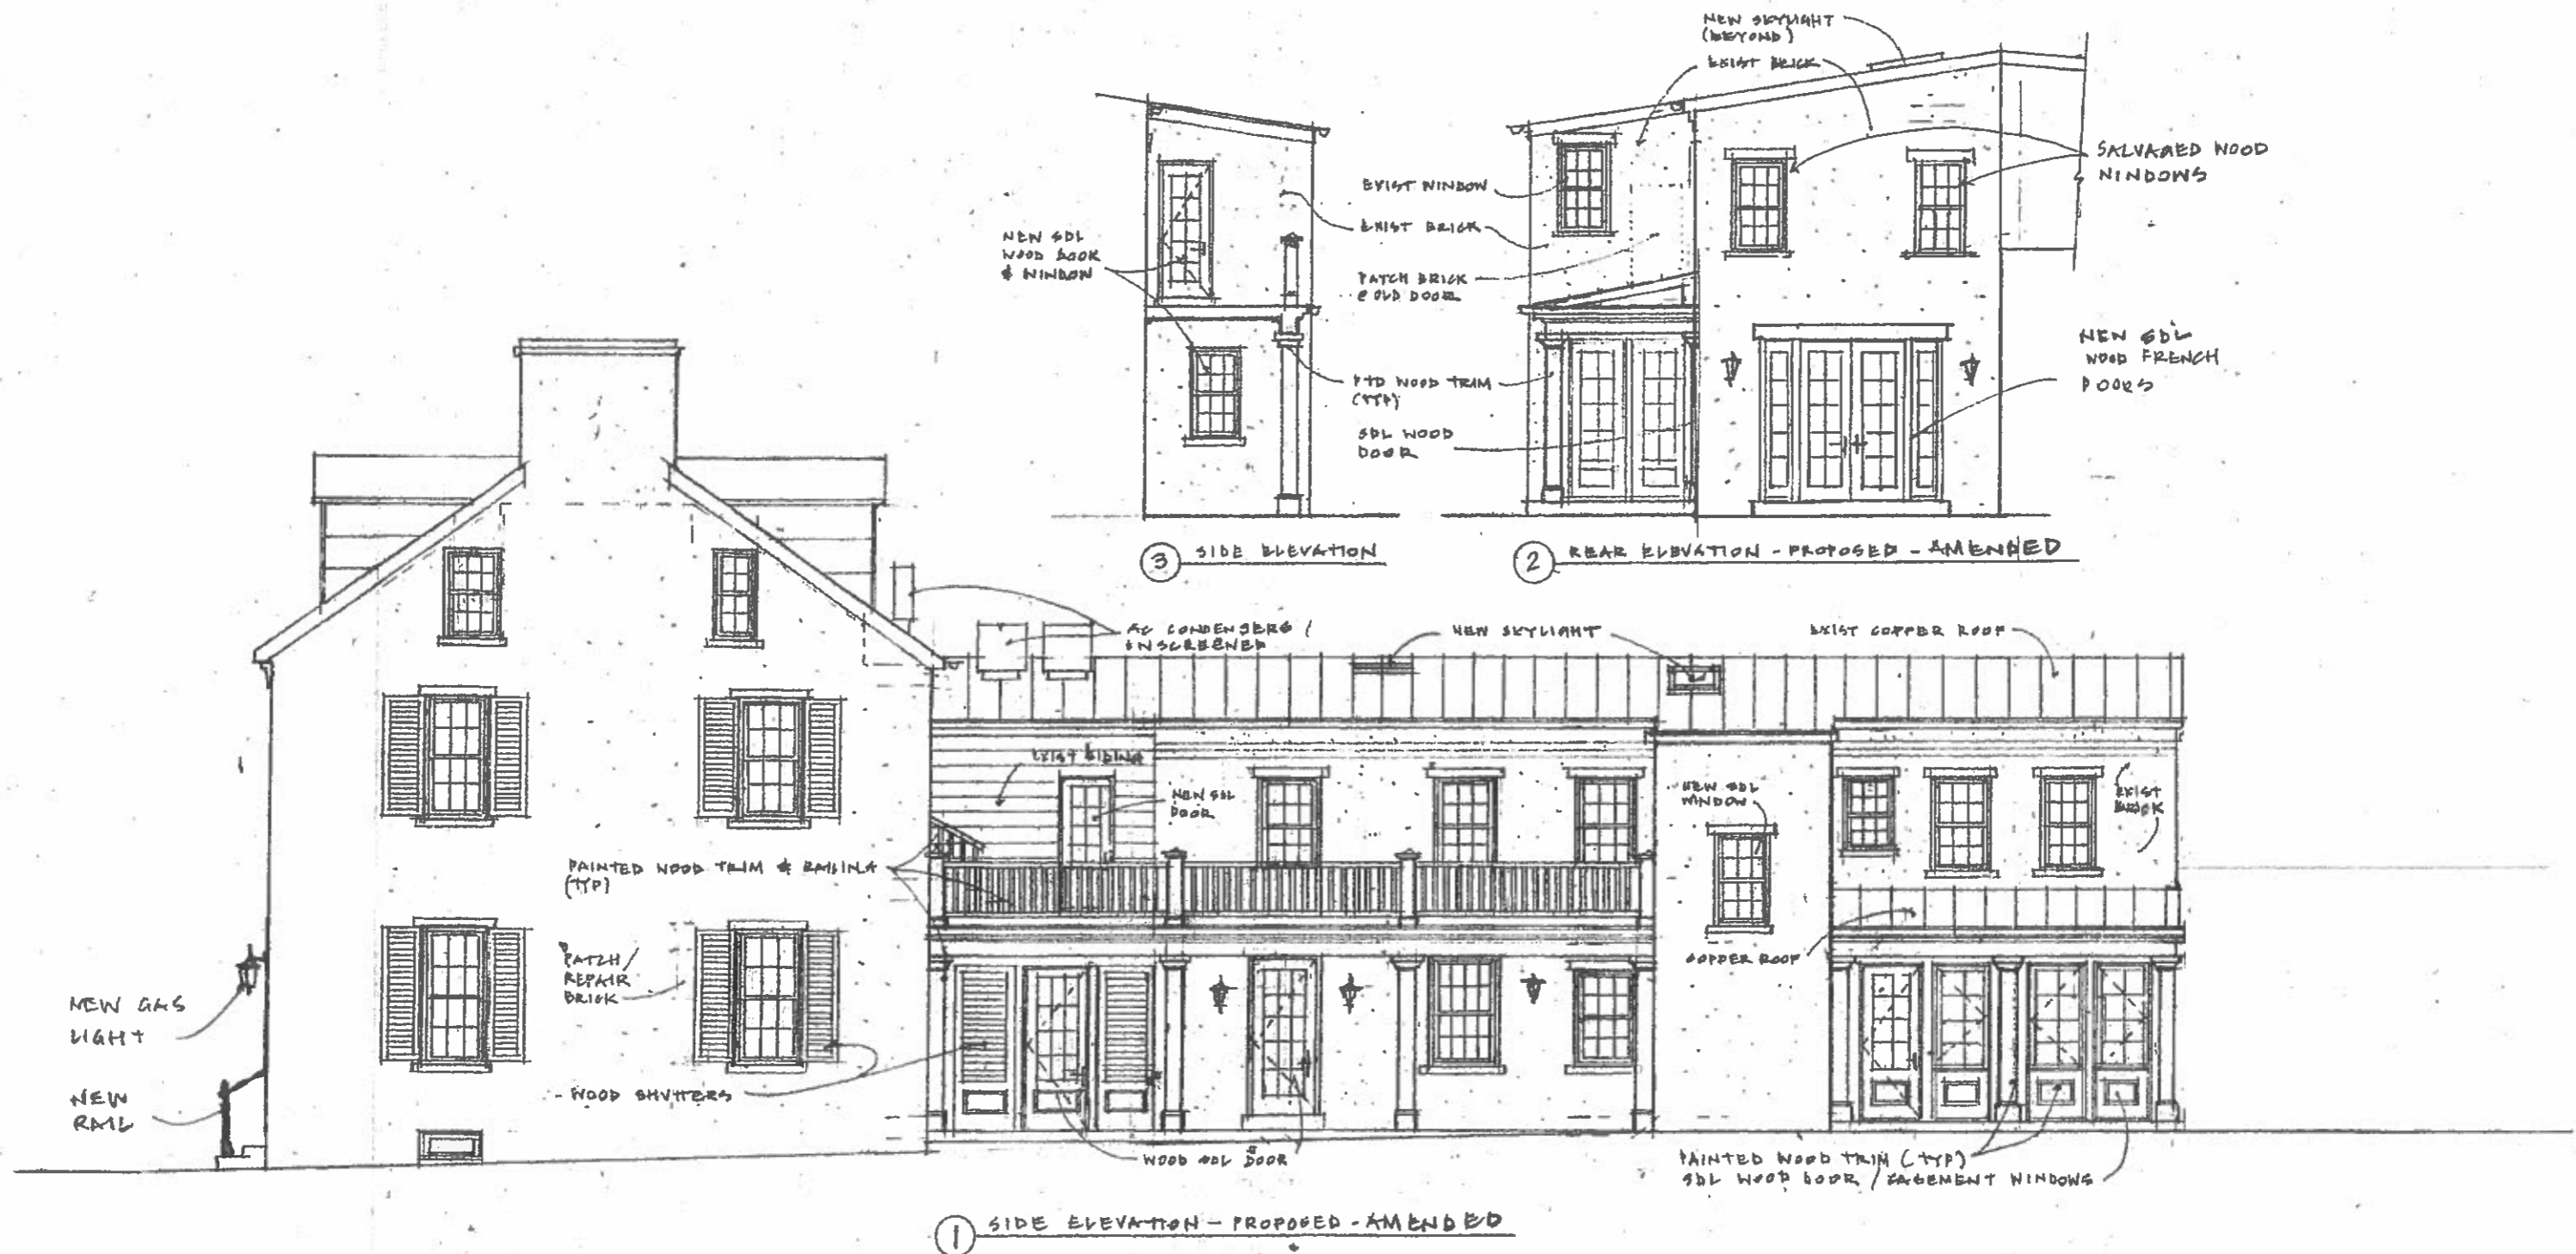 NEW SKYLIGHT
(BEYOND)
EXIST BRICK
SALVAGED WOOD
WINDOWS
EXIST WINDOW
EXIST BRICK
NEW SDL
WOOD DOOR
& WINDOW
PATCH BRICK
@ OLD DOOR
NEW SDL
WOOD FRENCH
DOORS
PTD WOOD TRIM
(TYP)
SDL WOOD
DOOR
3 SIDE ELEVATION
2 REAR ELEVATION - PROPOSED - AMENDED
AC CONDENSERS /
UNSCREENED
NEW SKYLIGHT
EXIST COPPER ROOF
EXIST SIDING
NEW SDL
DOOR
NEW SDL
WINDOW
EXIST
BRICK
PAINTED WOOD TRIM & RAILING
(TYP)
PATCH/
REPAIR
BRICK
COPPER ROOF
NEW GAS
LIGHT
NEW
RAIL
WOOD SHUTTERS
WOOD SDL DOOR
PAINTED WOOD TRIM (TYP)
SDL WOOD DOOR / CASEMENT WINDOWS
1 SIDE ELEVATION - PROPOSED - AMENDED